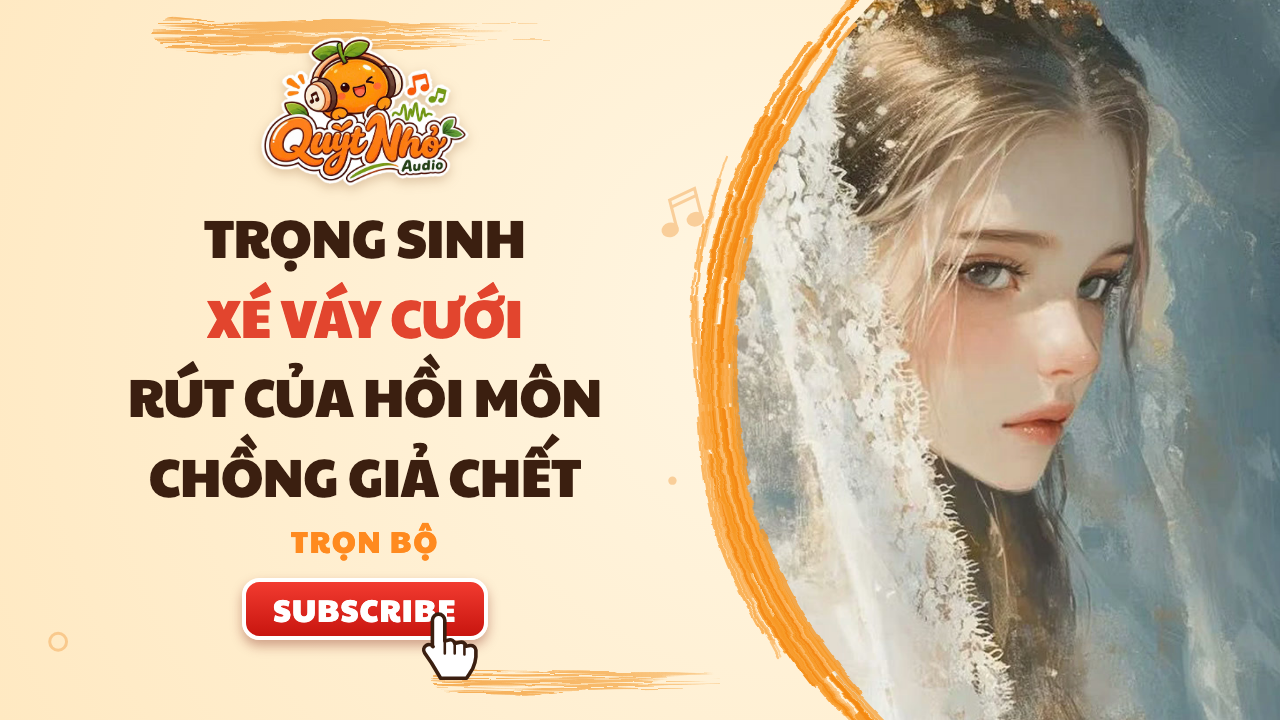 Quýt Nhỏ
Audio
TRỌNG SINH
XÉ VÁY CƯỚI
RÚT CỦA HỒI MÔN
CHỒNG GIẢ CHẾT
TRỌN BỘ
SUBSCRIBE